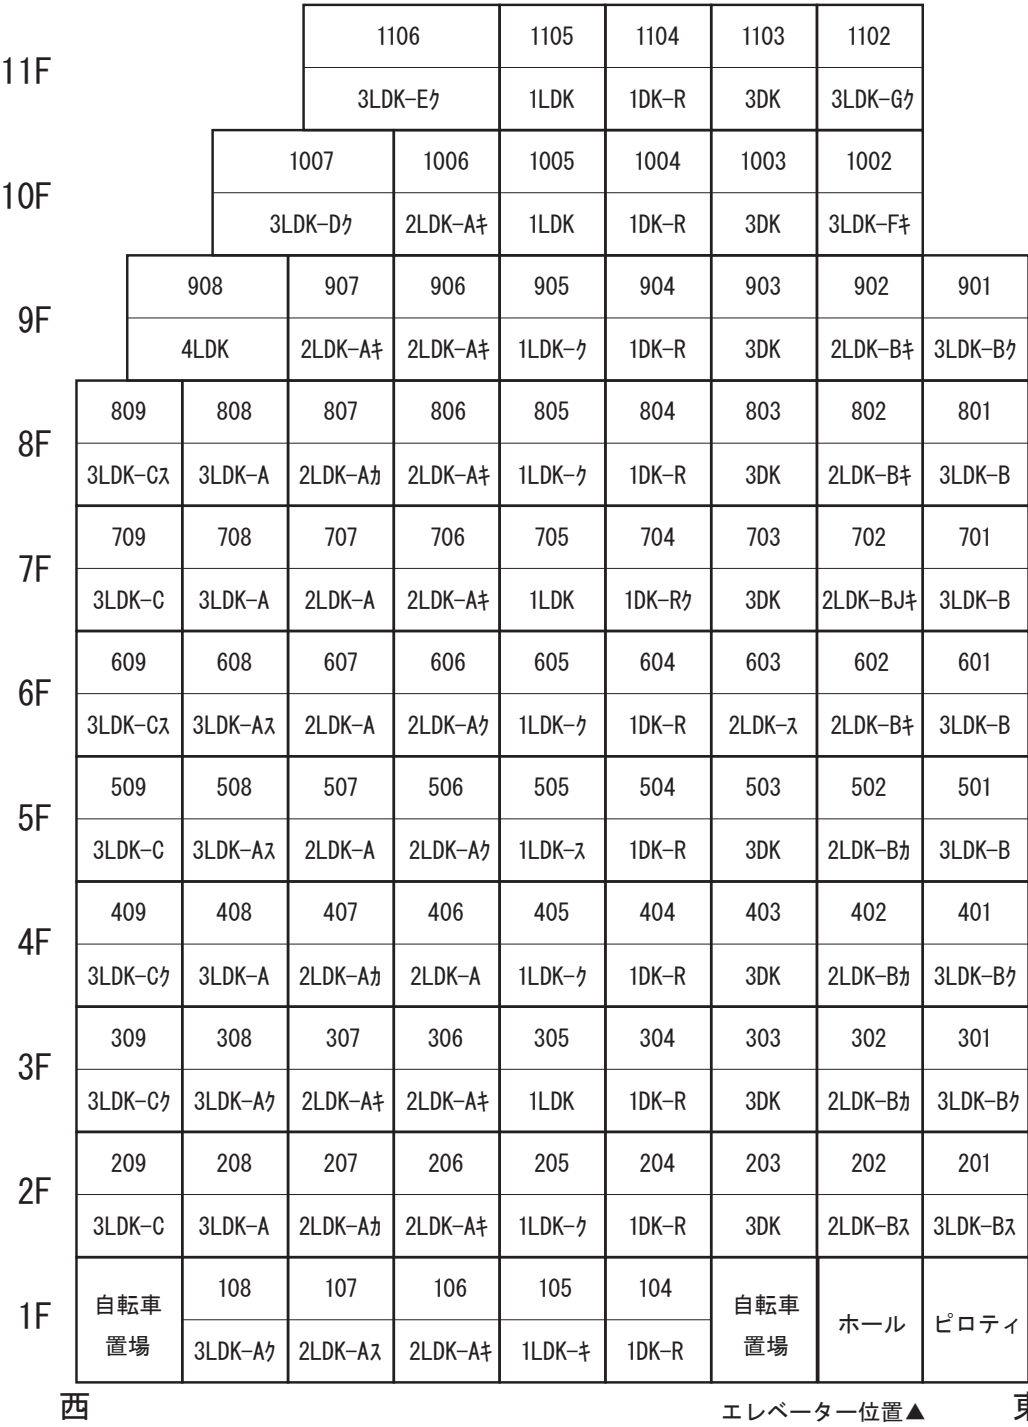 1106 1105 1104 1103 1102
11F
3LDK-Eｸ 1LDK 1DK-R 3DK 3LDK-Gｸ
1007 1006 1005 1004 1003 1002
10F
3LDK-Dｸ 2LDK-Aｷ 1LDK 1DK-R 3DK 3LDK-Fｷ
908 907 906 905 904 903 902 901
9F
4LDK 2LDK-Aｷ 2LDK-Aｷ 1LDK-ｸ 1DK-R 3DK 2LDK-Bｷ 3LDK-Bｸ
809 808 807 806 805 804 803 802 801
8F
3LDK-Cｽ 3LDK-A 2LDK-Aｶ 2LDK-Aｷ 1LDK-ｸ 1DK-R 3DK 2LDK-Bｷ 3LDK-B
709 708 707 706 705 704 703 702 701
7F
3LDK-C 3LDK-A 2LDK-A 2LDK-Aｷ 1LDK 1DK-Rｸ 3DK 2LDK-BJｷ 3LDK-B
609 608 607 606 605 604 603 602 601
6F
3LDK-Cｽ 3LDK-Aｽ 2LDK-A 2LDK-Aｸ 1LDK-ｸ 1DK-R 2LDK-ｽ 2LDK-Bｷ 3LDK-B
509 508 507 506 505 504 503 502 501
5F
3LDK-C 3LDK-Aｽ 2LDK-A 2LDK-Aｸ 1LDK-ｽ 1DK-R 3DK 2LDK-Bｶ 3LDK-B
409 408 407 406 405 404 403 402 401
4F
3LDK-Cｸ 3LDK-A 2LDK-Aｶ 2LDK-A 1LDK-ｸ 1DK-R 3DK 2LDK-Bｶ 3LDK-Bｸ
309 308 307 306 305 304 303 302 301
3F
3LDK-Cｸ 3LDK-Aｸ 2LDK-Aｷ 2LDK-Aｷ 1LDK 1DK-R 3DK 2LDK-Bｶ 3LDK-Bｸ
209 208 207 206 205 204 203 202 201
2F
3LDK-C 3LDK-A 2LDK-Aｶ 2LDK-Aｷ 1LDK-ｸ 1DK-R 3DK 2LDK-Bｽ 3LDK-Bｽ
108 107 106 105 104
1F 自転車 自転車 ホール ピロティ
置場 3LDK-Aｸ 2LDK-Aｽ 2LDK-Aｷ 1LDK-ｷ 1DK-R 置場
西 エレベーター位置▲